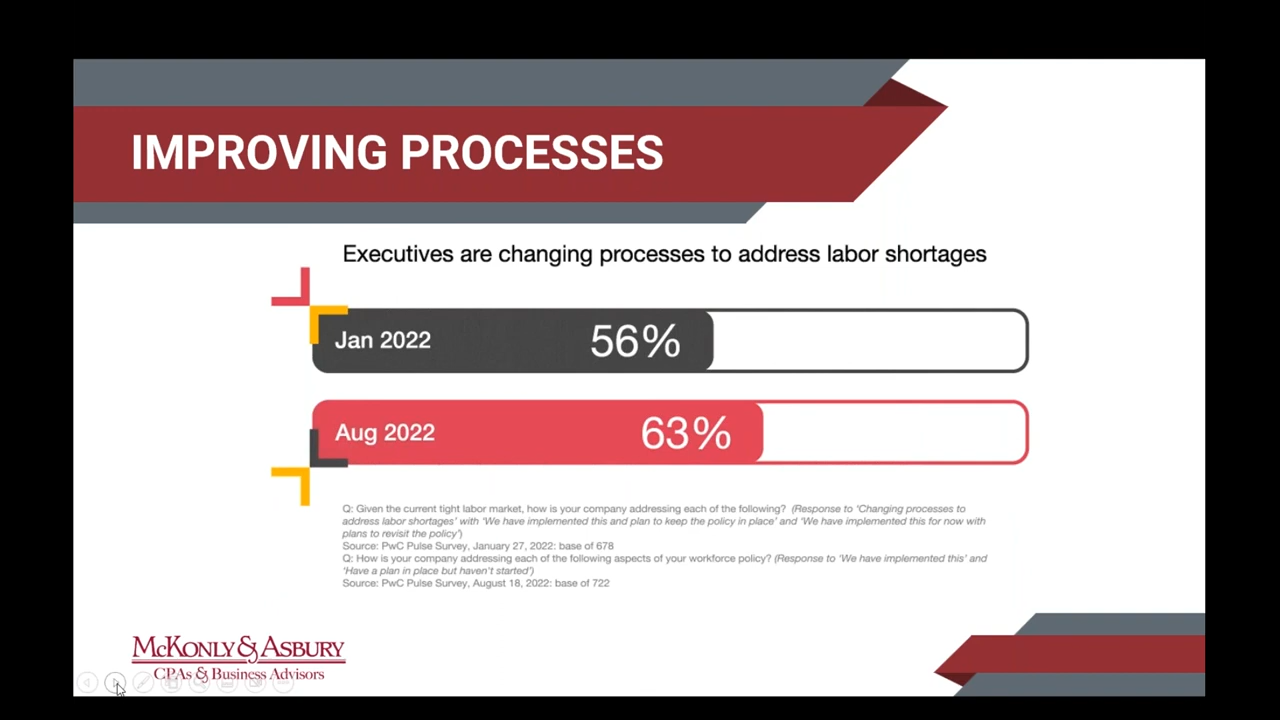 IMPROVING PROCESSES
Executives are changing processes to address labor shortages
Jan 2022 56%
Aug 2022 63%
Q: Given the current tight labor market, how is your company addressing each of the following? (Response to 'Changing processes to
address labor shortages' with 'We have implemented this and plan to keep the policy in place' and 'We have implemented this for now with
plans to revisit the policy')
Source: PwC Pulse Survey, January 27, 2022: base of 678
Q: How is your company addressing each of the following aspects of your workforce policy? (Response to 'We have implemented this' and
'Have a plan in place but haven't started')
Source: PwC Pulse Survey, August 18, 2022: base of 722
McKonly & Asbury
CPAs & Business Advisors